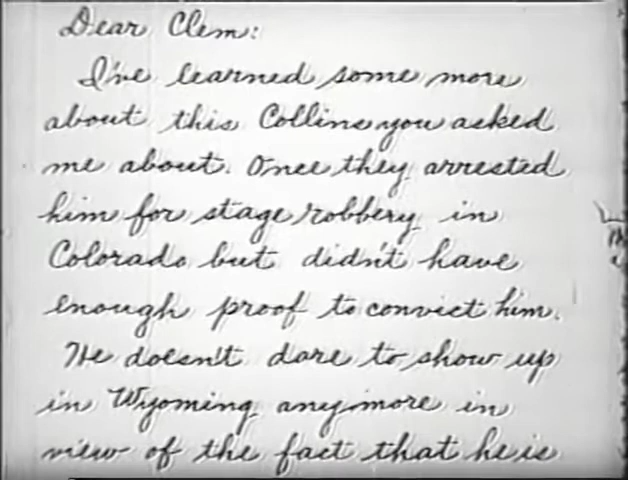 Dear Clem:
I've learned some more
about this Collins you asked
me about. Once they arrested
him for stage robbery in
Colorado but didn't have
enough proof to convict him.
He doesn't dare to show up
in Wyoming anymore in
view of the fact that he is